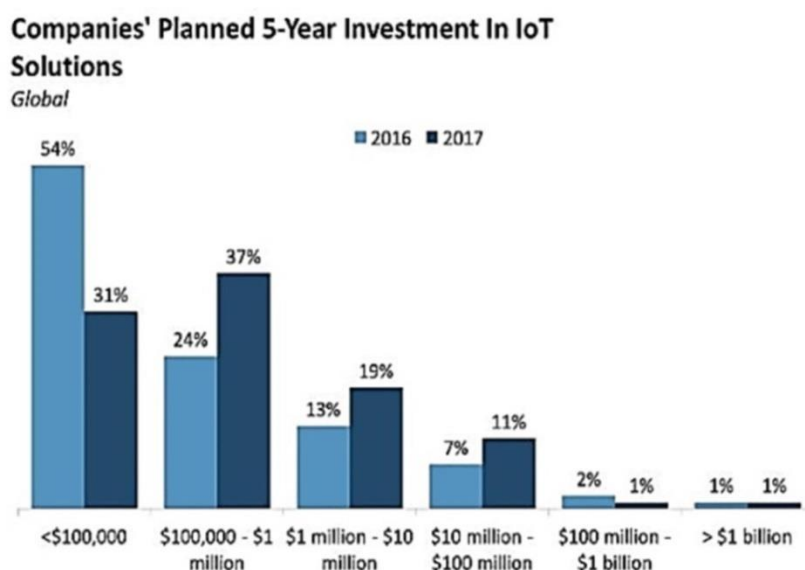 Companies' Planned 5-Year Investment In IoT
Solutions
Global
2016 2017
54%
31%
24%
37%
13%
19%
7%
11%
2%
1%
1%
1%
<$100,000
$100,000 - $1
million
$1 million - $10
million
$10 million -
$100 million
$100 million -
$1 billion
> $1 billion